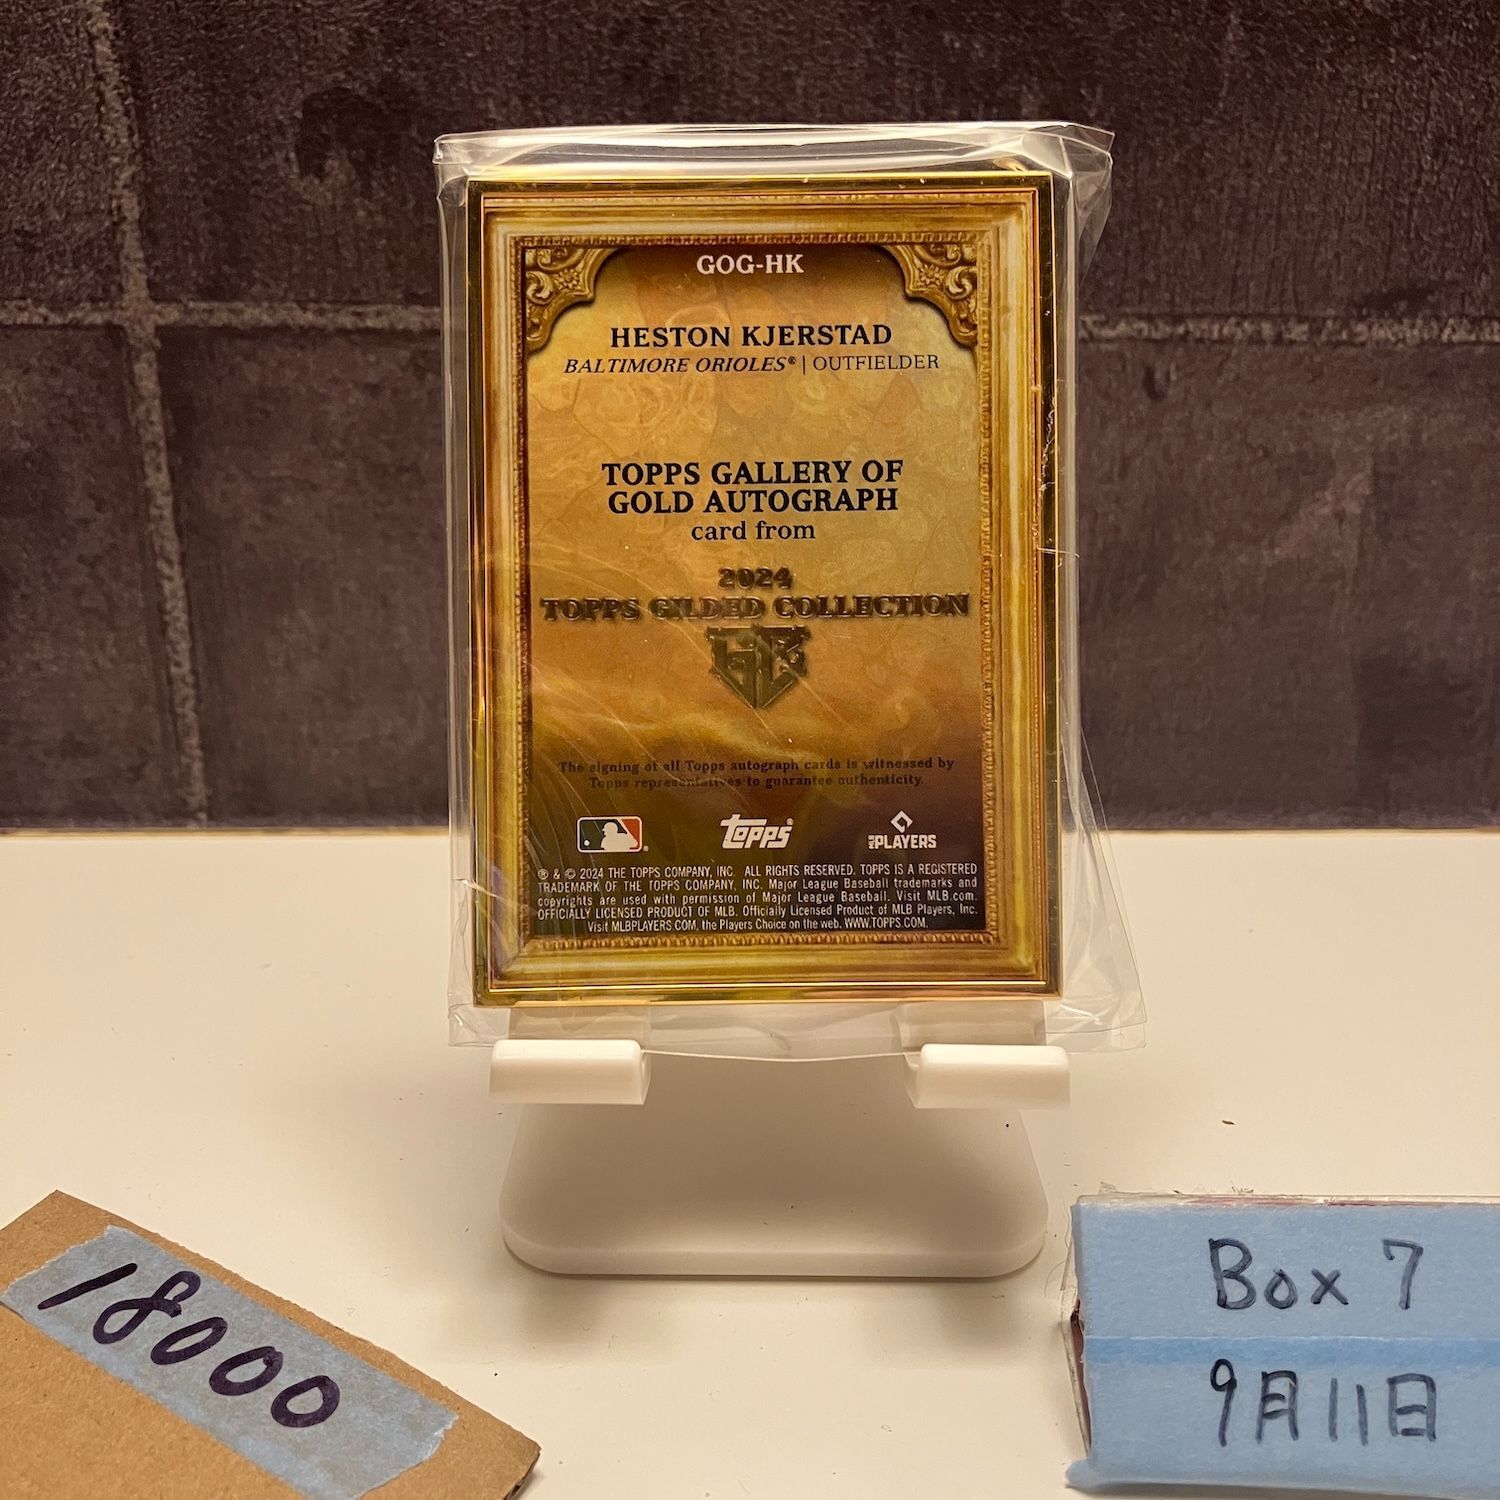 GOG-HK
HESTON KJERSTAD
BALTIMORE ORIOLES® | OUTFIELDER
TOPPS GALLERY OF
GOLD AUTOGRAPH
card from
2024
TOPPS GILDED COLLECTION
The signing of all Topps autograph cards is witnessed by
Topps representatives to guarantee authenticity.
topps®
MLB PLAYERS
® & © 2024 THE TOPPS COMPANY, INC. ALL RIGHTS RESERVED. TOPPS IS A REGISTERED
TRADEMARK OF THE TOPPS COMPANY, INC. Major League Baseball trademarks and
copyrights are used with permission of Major League Baseball. Visit MLB.com.
OFFICIALLY LICENSED PRODUCT OF MLB. Officially Licensed Product of MLB Players, Inc.
Visit MLBPLAYERS.COM, the Players Choice on the web. WWW.TOPPS.COM.
18000
Box 7
9月11日